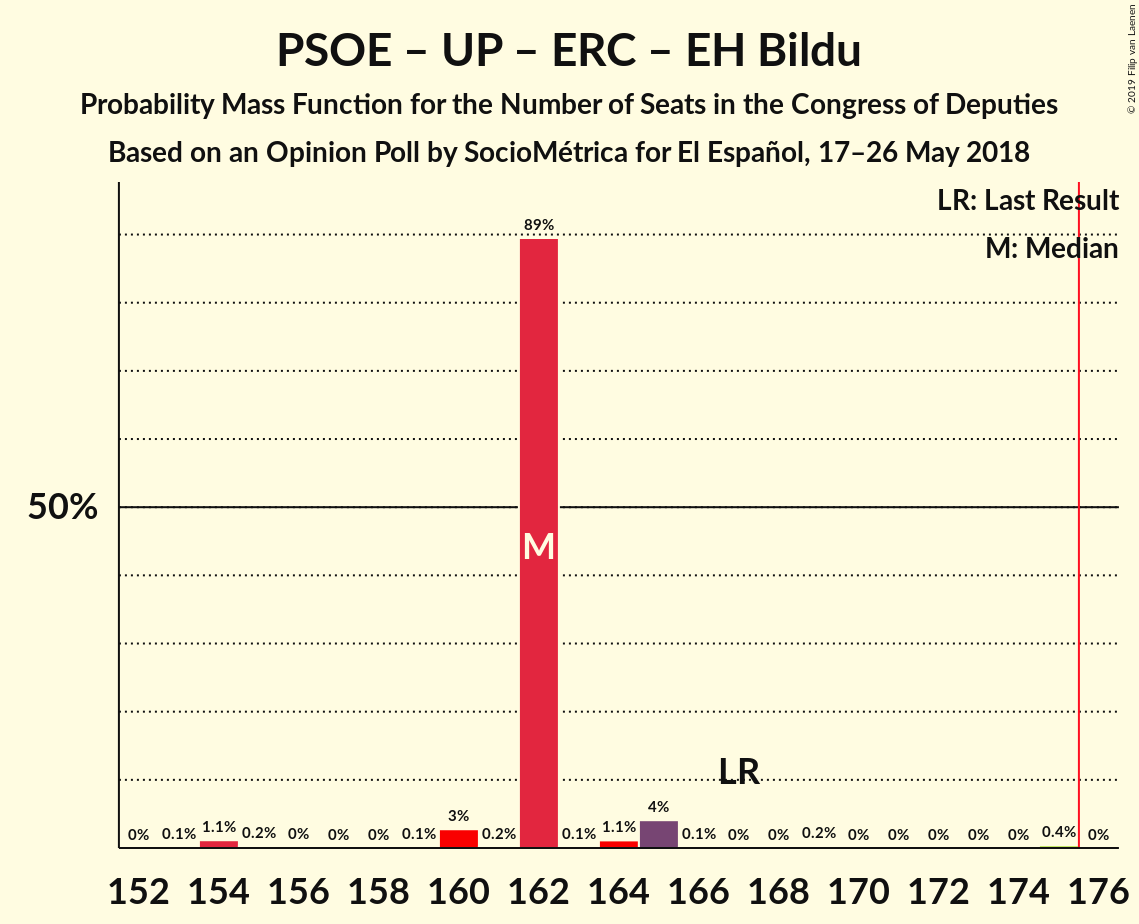 PSOE – UP – ERC – EH Bildu
Probability Mass Function for the Number of Seats in the Congress of Deputies
Based on an Opinion Poll by SocioMétrica for El Español, 17–26 May 2018
© 2019 Filip van Laenen
LR: Last Result
M: Median
89%
50%
M
LR
0% 0.1% 1.1% 0.2% 0% 0% 0% 0.1% 3% 0.2% 0.1% 1.1% 4% 0.1% 0% 0% 0.2% 0% 0% 0% 0% 0% 0.4% 0%
152 154 156 158 160 162 164 166 168 170 172 174 176